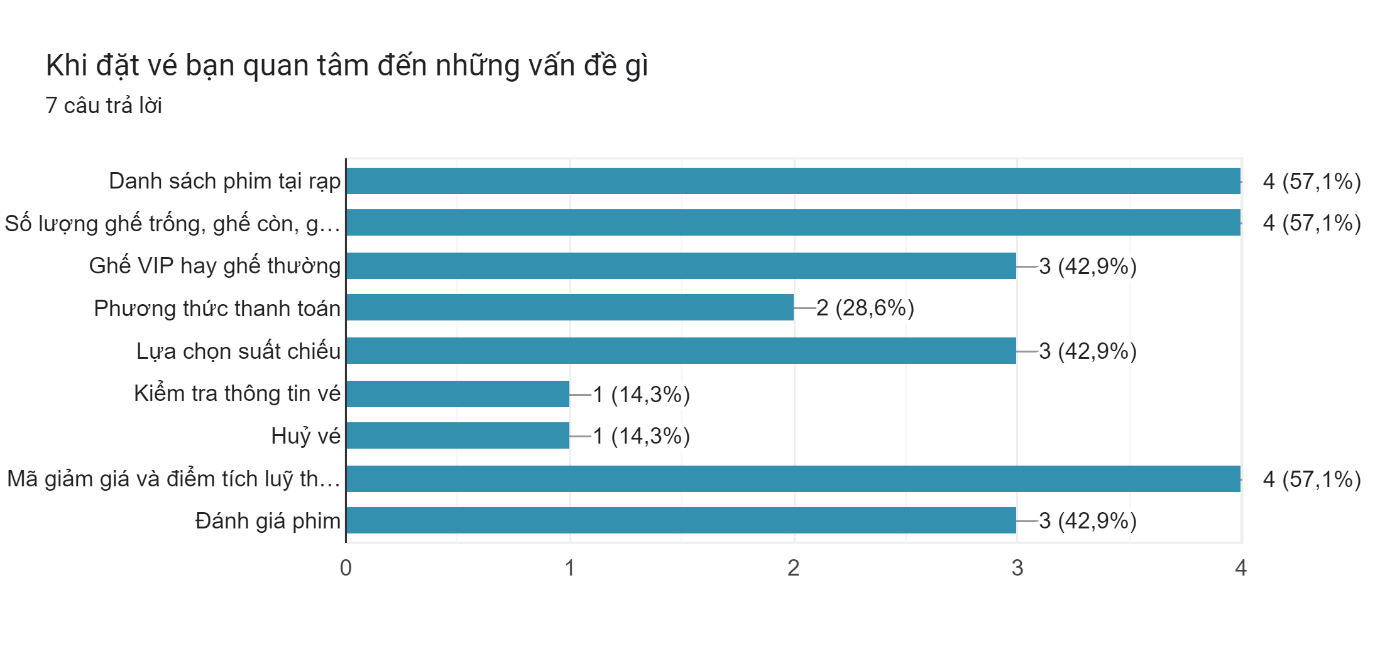 Khi đặt vé bạn quan tâm đến những vấn đề gì
7 câu trả lời
Danh sách phim tại rạp 4 (57,1%)
Số lượng ghế trống, ghế còn, g… 4 (57,1%)
Ghế VIP hay ghế thường 3 (42,9%)
Phương thức thanh toán 2 (28,6%)
Lựa chọn suất chiếu 3 (42,9%)
Kiểm tra thông tin vé 1 (14,3%)
Huỷ vé 1 (14,3%)
Mã giảm giá và điểm tích luỹ th… 4 (57,1%)
Đánh giá phim 3 (42,9%)
0 1 2 3 4